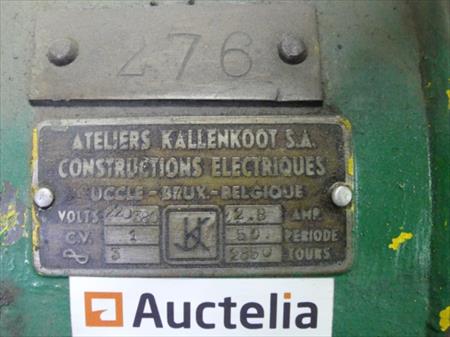 276
ATELIERS KALLENKOOT S.A.
CONSTRUCTIONS ELECTRIQUES
UCCLE - BRUX. - BELGIQUE
VOLTS AMP.
C.V. 1 50 PERIODE
3 TOURS
Auctelia